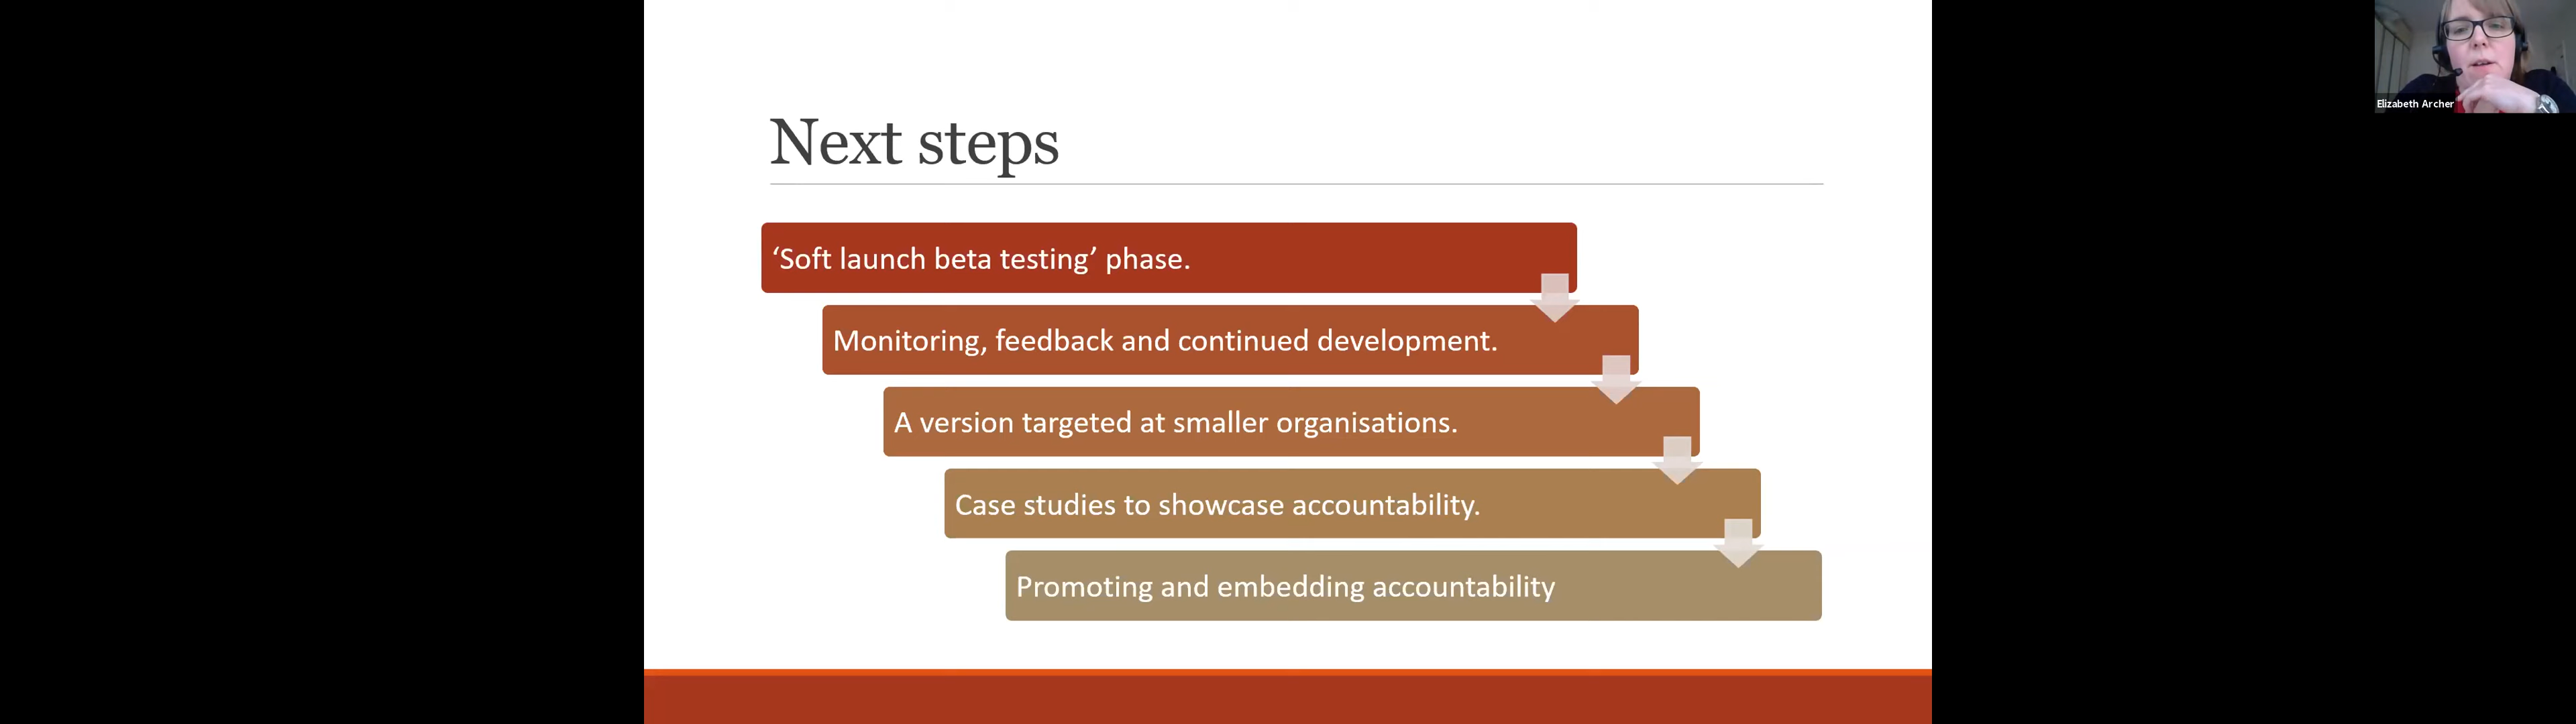 Next steps
‘Soft launch beta testing’ phase.
Monitoring, feedback and continued development.
A version targeted at smaller organisations.
Case studies to showcase accountability.
Promoting and embedding accountability
Elizabeth Archer